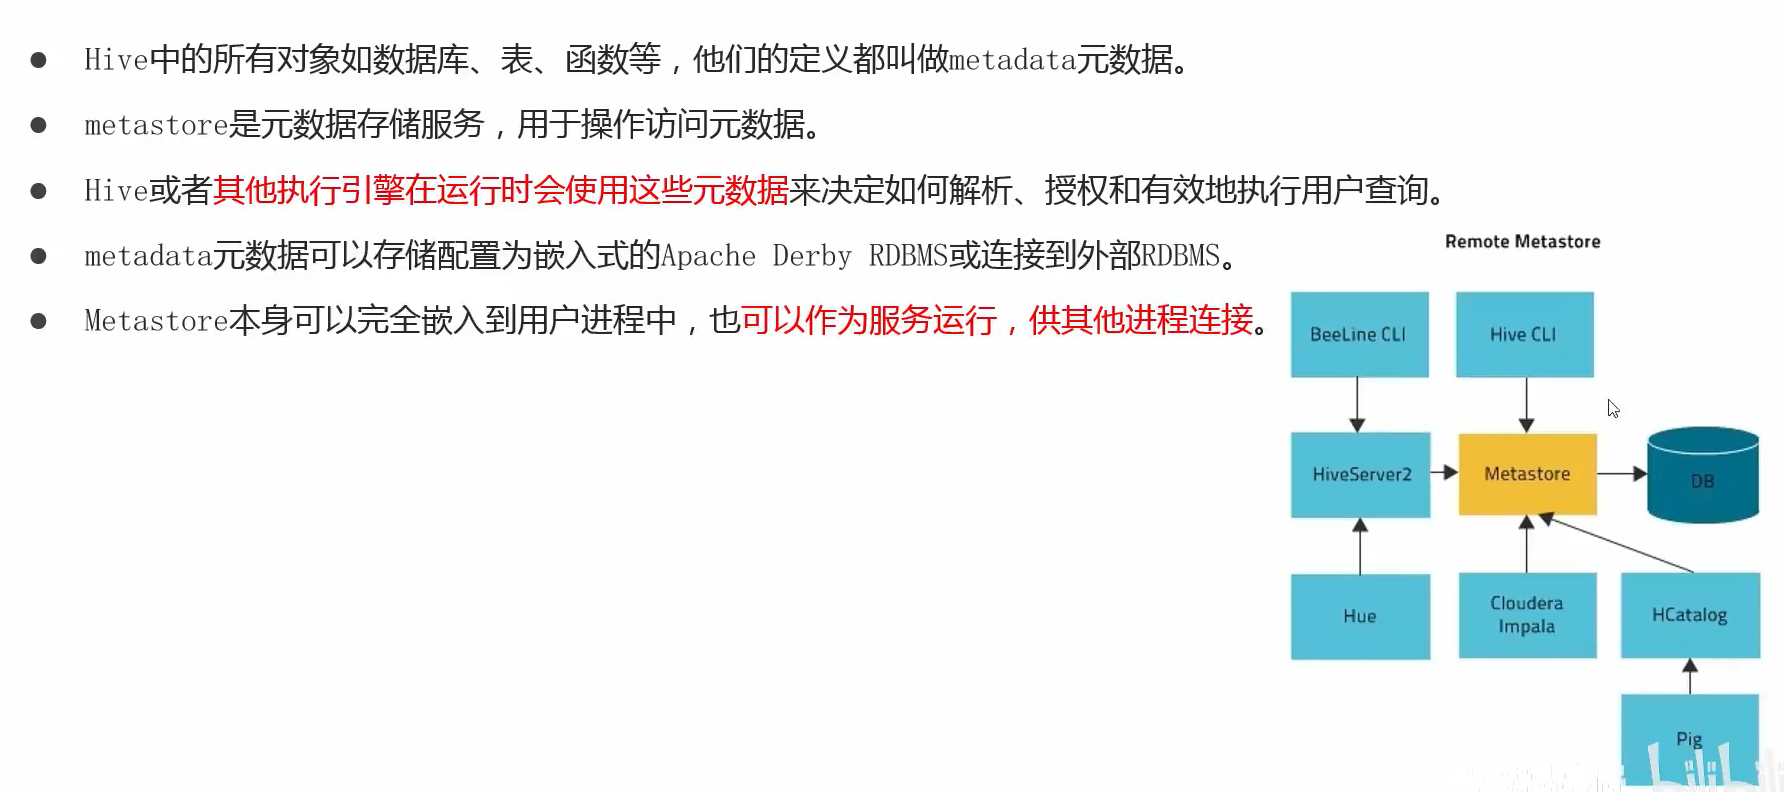 ● Hive中的所有对象如数据库、表、函数等，他们的定义都叫做metadata元数据。
● metastore是元数据存储服务，用于操作访问元数据。
● Hive或者其他执行引擎在运行时会使用这些元数据来决定如何解析、授权和有效地执行用户查询。
● metadata元数据可以存储配置为嵌入式的Apache Derby RDBMS或连接到外部RDBMS。
● Metastore本身可以完全嵌入到用户进程中，也可以作为服务运行，供其他进程连接。
Remote Metastore
BeeLine CLI
Hive CLI
HiveServer2
Metastore
DB
Hue
Cloudera
Impala
HCatalog
Pig
bilibili